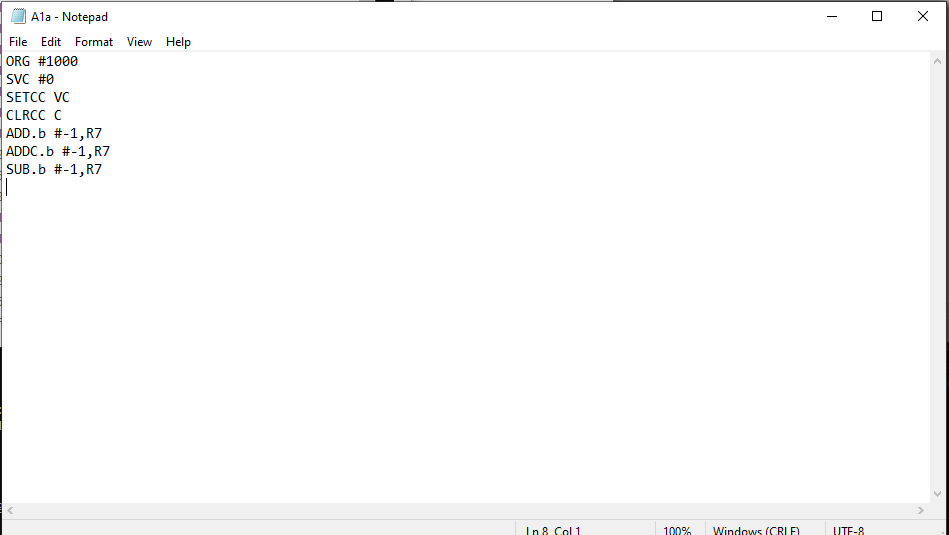 A1a - Notepad
File Edit Format View Help
ORG #1000
SVC #0
SETCC VC
CLRCC C
ADD.b #-1,R7
ADDC.b #-1,R7
SUB.b #-1,R7
Ln 8, Col 1 100% Windows (CRLF) UTF-8